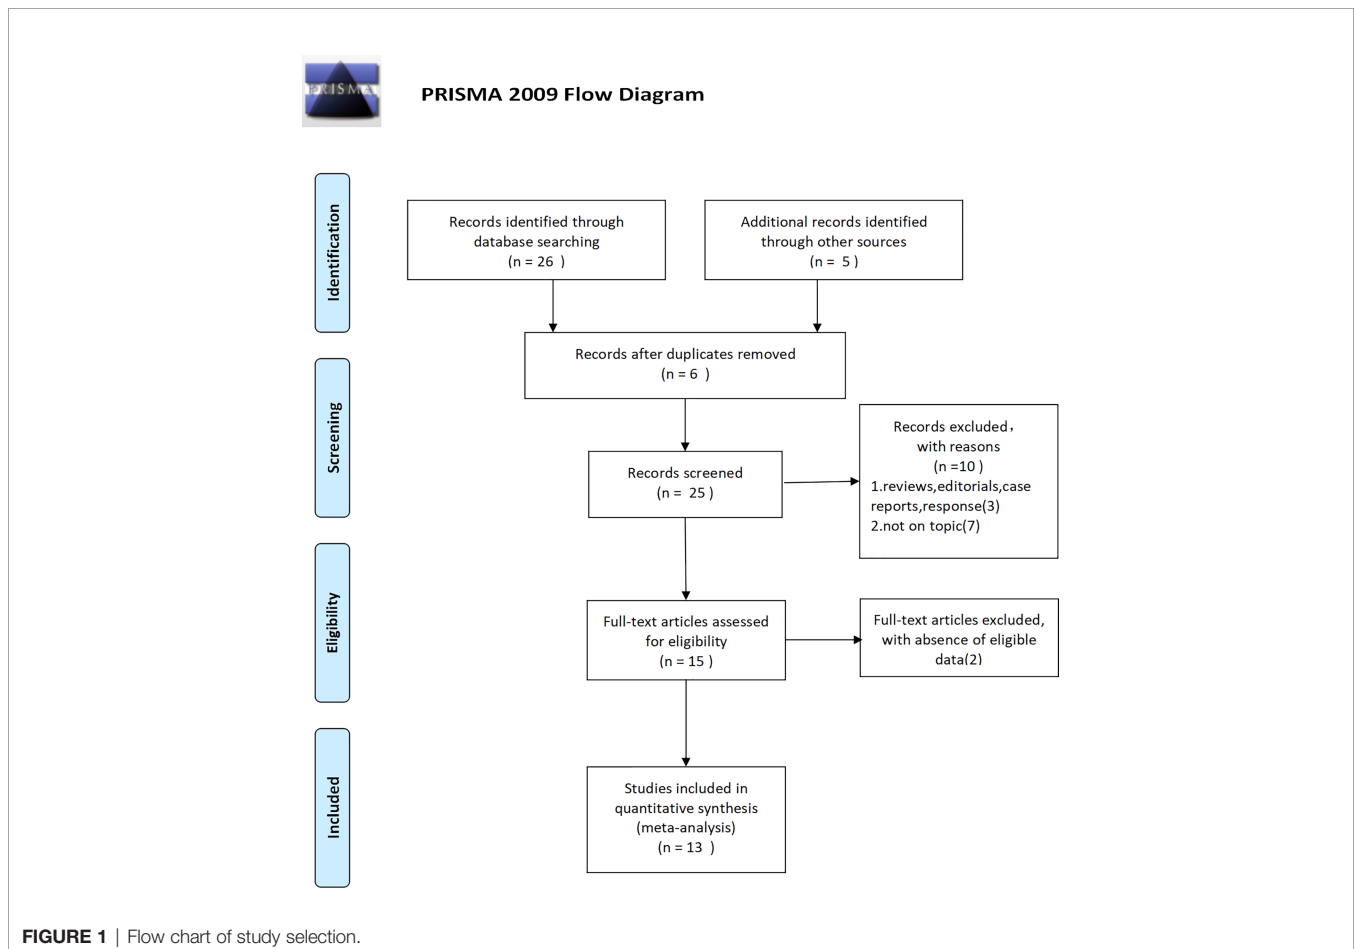 PRISMA
PRISMA 2009 Flow Diagram
Identification
Records identified through
database searching
(n = 26 )
Additional records identified
through other sources
(n = 5 )
Records after duplicates removed
(n = 6 )
Screening
Records screened
(n = 25 )
Records excluded，
with reasons
(n =10 )
1.reviews,editorials,case
reports,response(3)
2.not on topic(7)
Eligibility
Full-text articles assessed
for eligibility
(n = 15 )
Full-text articles excluded,
with absence of eligible
data(2)
Included
Studies included in
quantitative synthesis
(meta-analysis)
(n = 13 )
FIGURE 1 | Flow chart of study selection.